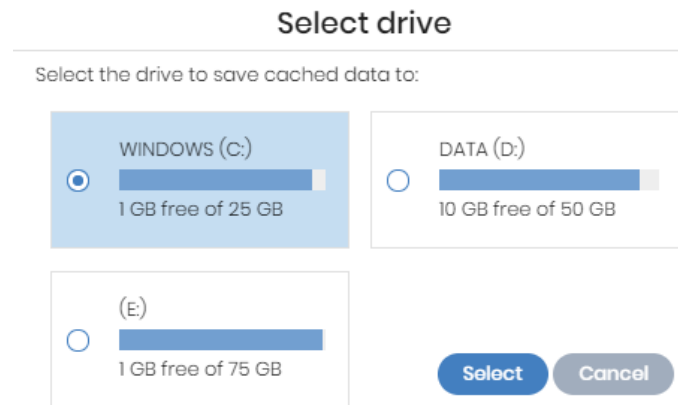 Select drive
Select the drive to save cached data to:
WINDOWS (C:)
1 GB free of 25 GB
DATA (D:)
10 GB free of 50 GB
(E:)
1 GB free of 75 GB
Select
Cancel